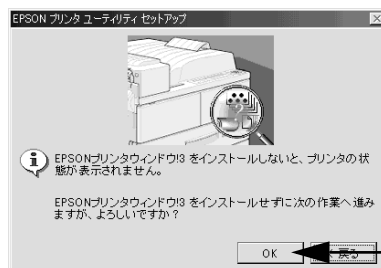 EPSON プリンタ ユーティリティ セットアップ
EPSONプリンタウィンドウ!3 をインストールしないと、プリンタの状
態が表示されません。
EPSONプリンタウィンドウ!3 をインストールせずに次の作業へ進み
ますが、よろしいですか？
OK
戻る